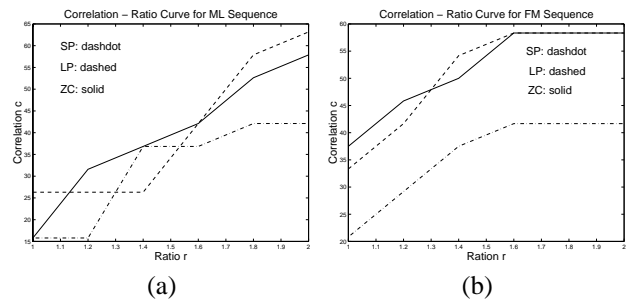 Correlation – Ratio Curve for ML Sequence
65
60
55
50
45
40
35
30
25
20
15
Correlation c
SP: dashdot
LP: dashed
ZC: solid
1 1.1 1.2 1.3 1.4 1.5 1.6 1.7 1.8 1.9 2
Ratio r
(a)
Correlation – Ratio Curve for FM Sequence
60
55
50
45
40
35
30
25
20
Correlation c
SP: dashdot
LP: dashed
ZC: solid
1 1.1 1.2 1.3 1.4 1.5 1.6 1.7 1.8 1.9 2
Ratio r
(b)